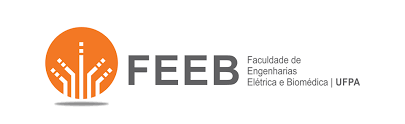 FEEB
Faculdade de
Engenharias
Elétrica e Biomédica | UFPA